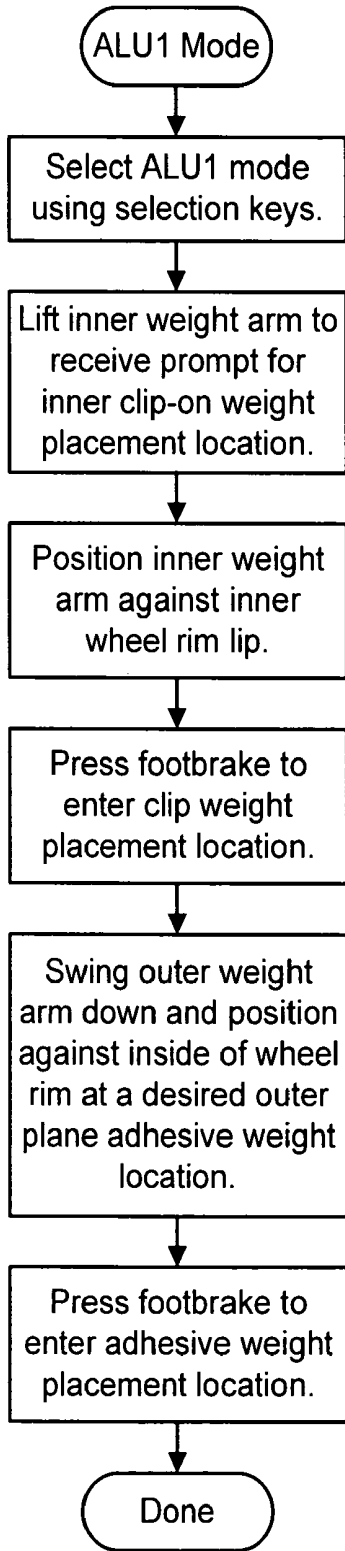 ALU1 Mode
Select ALU1 mode
using selection keys.
Lift inner weight arm to
receive prompt for
inner clip-on weight
placement location.
Position inner weight
arm against inner
wheel rim lip.
Press footbrake to
enter clip weight
placement location.
Swing outer weight
arm down and position
against inside of wheel
rim at a desired outer
plane adhesive weight
location.
Press footbrake to
enter adhesive weight
placement location.
Done